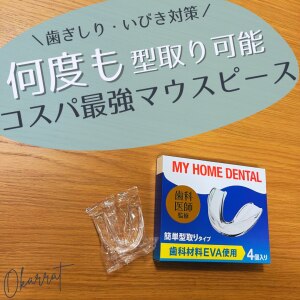 ＼歯ぎしり・いびき対策／
何度も型取り可能
コスパ最強マウスピース
MY HOME DENTAL
歯科
医師
監修
簡単型取りタイプ
歯科材料EVA使用
4個入り
Okarrat